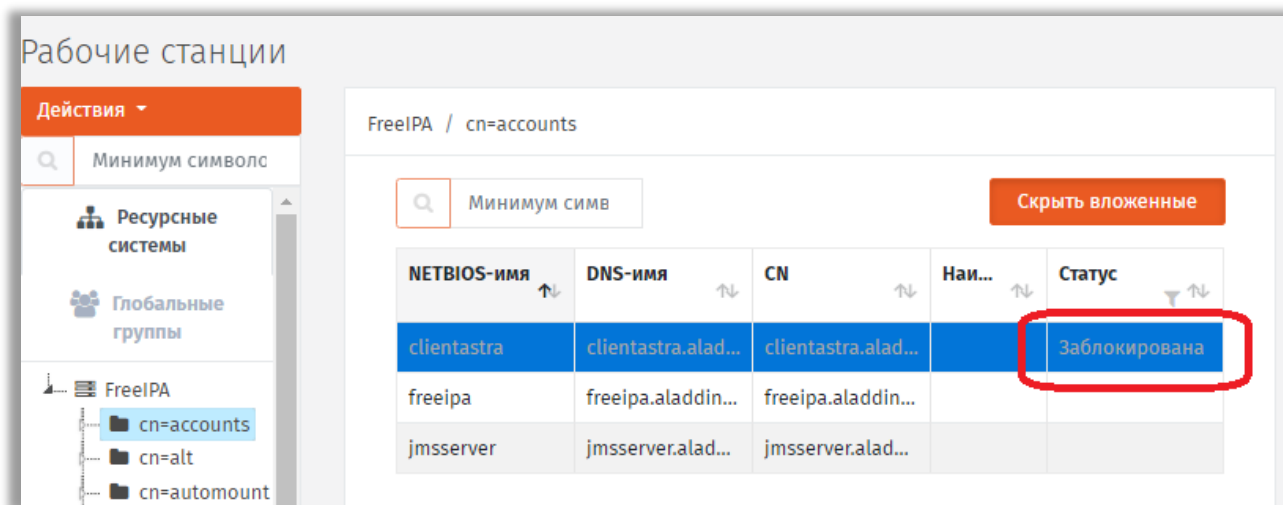 Рабочие станции
Действия
Минимум символо
Ресурсные
системы
Глобальные
группы
FreeIPA
cn=accounts
cn=alt
cn=automount
FreeIPA / cn=accounts
Минимум симв
Скрыть вложенные
NETBIOS-имя DNS-имя CN Наи... Статус
clientastra clientastra.alad... clientastra.alad... Заблокирована
freeipa freeipa.aladdin... freeipa.aladdin...
jmsserver jmsserver.alad... jmsserver.alad...